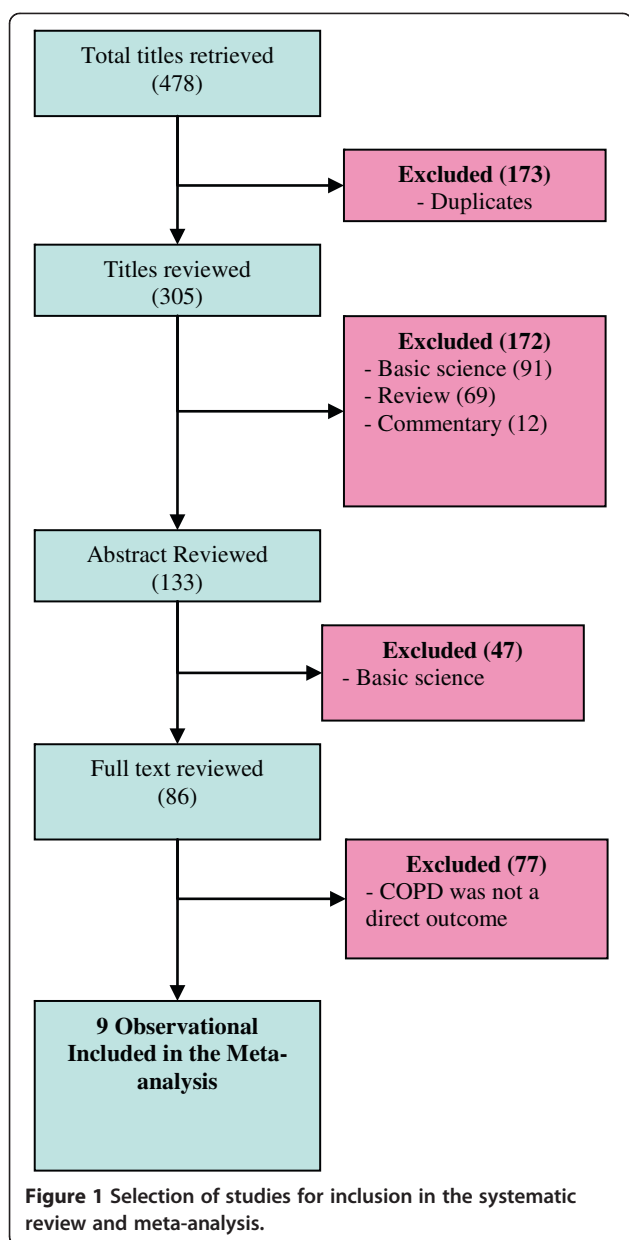 Total titles retrieved
(478)
Excluded (173)
- Duplicates
Titles reviewed
(305)
Excluded (172)
- Basic science (91)
- Review (69)
- Commentary (12)
Abstract Reviewed
(133)
Excluded (47)
- Basic science
Full text reviewed
(86)
Excluded (77)
- COPD was not a
direct outcome
9 Observational
Included in the Meta-
analysis
Figure 1 Selection of studies for inclusion in the systematic
review and meta-analysis.